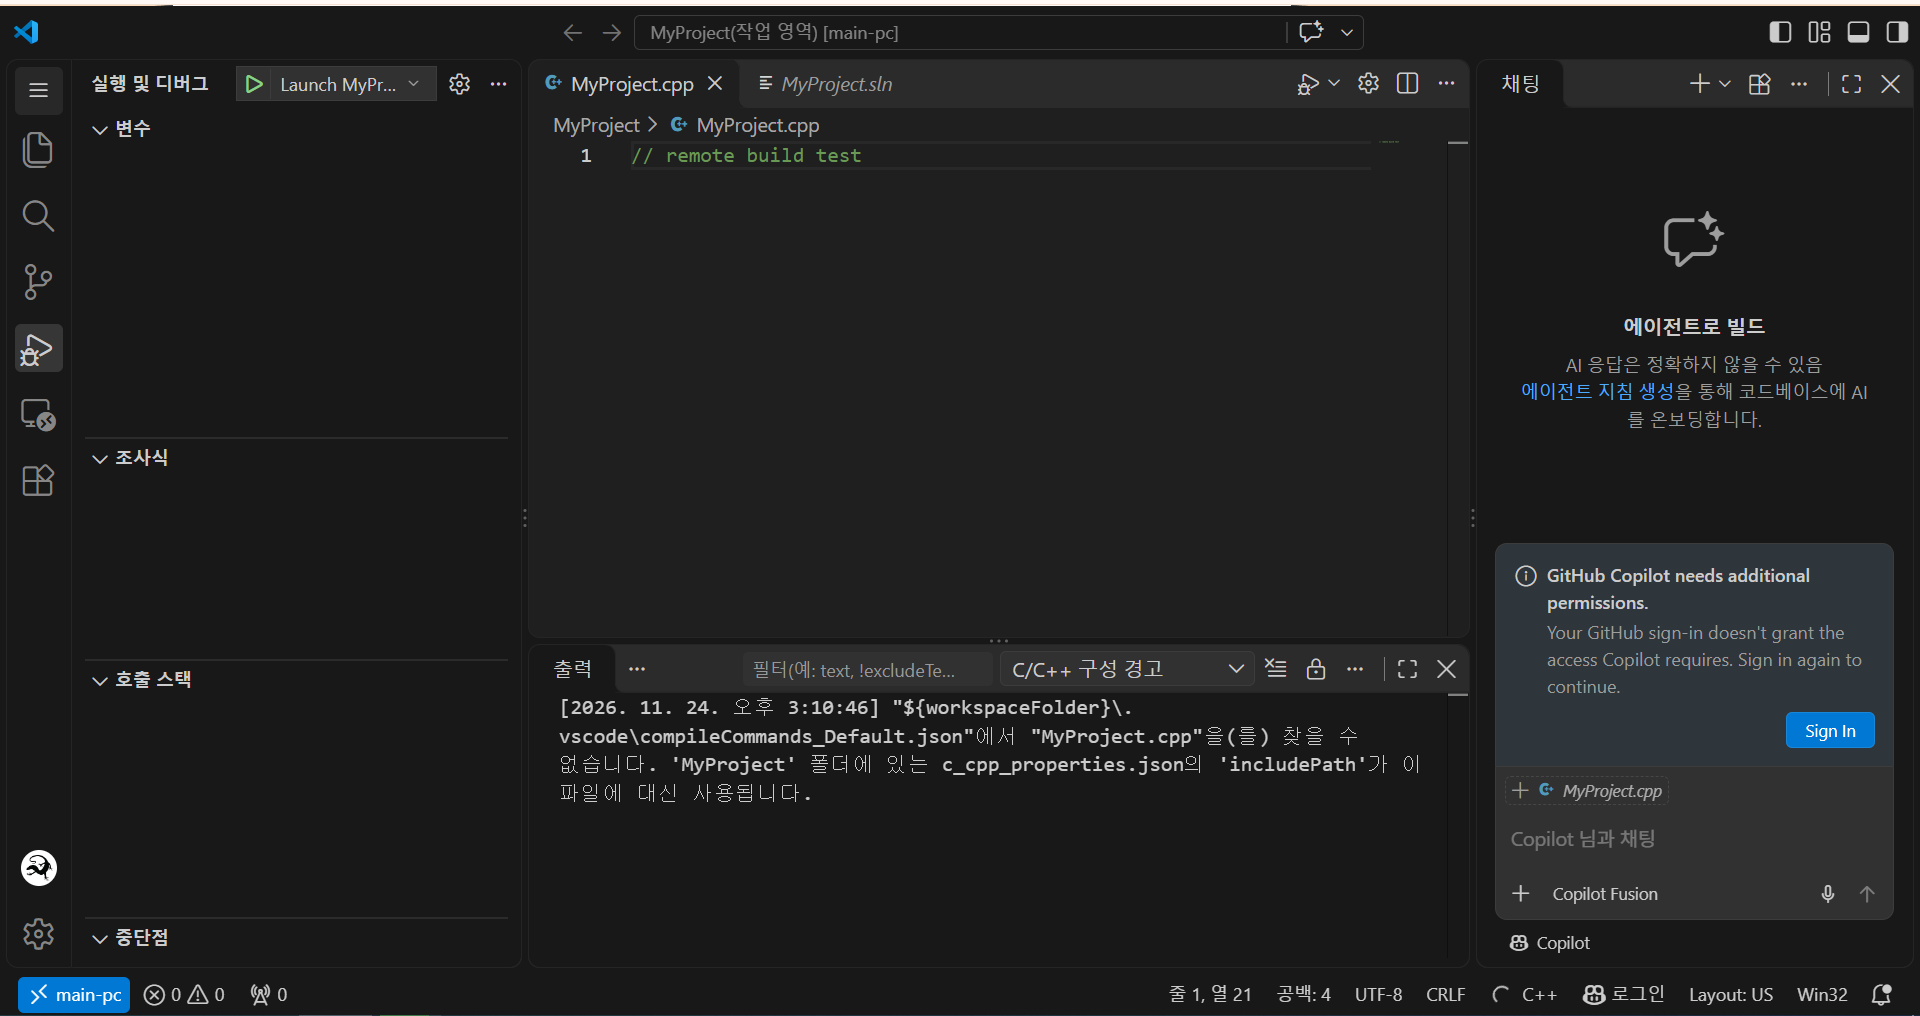 MyProject(작업 영역) [main-pc]
실행 및 디버그
Launch MyPr...
변수
조사식
호출 스택
중단점
MyProject.cpp
MyProject.sln
MyProject > MyProject.cpp
1 // remote build test
출력
필터(예: text, !excludeTe...
C/C++ 구성 경고
[2026. 11. 24. 오후 3:10:46] "${workspaceFolder}\.
vscode\compileCommands_Default.json"에서 "MyProject.cpp"을(를) 찾을 수
없습니다. 'MyProject' 폴더에 있는 c_cpp_properties.json의 'includePath'가 이
파일에 대신 사용됩니다.
채팅
에이전트로 빌드
AI 응답은 정확하지 않을 수 있음
에이전트 지침 생성을 통해 코드베이스에 AI
를 온보딩합니다.
GitHub Copilot needs additional
permissions.
Your GitHub sign-in doesn't grant the
access Copilot requires. Sign in again to
continue.
Sign In
MyProject.cpp
Copilot 님과 채팅
Copilot Fusion
Copilot
main-pc
0
0
0
줄 1, 열 21
공백: 4
UTF-8
CRLF
C++
로그인
Layout: US
Win32